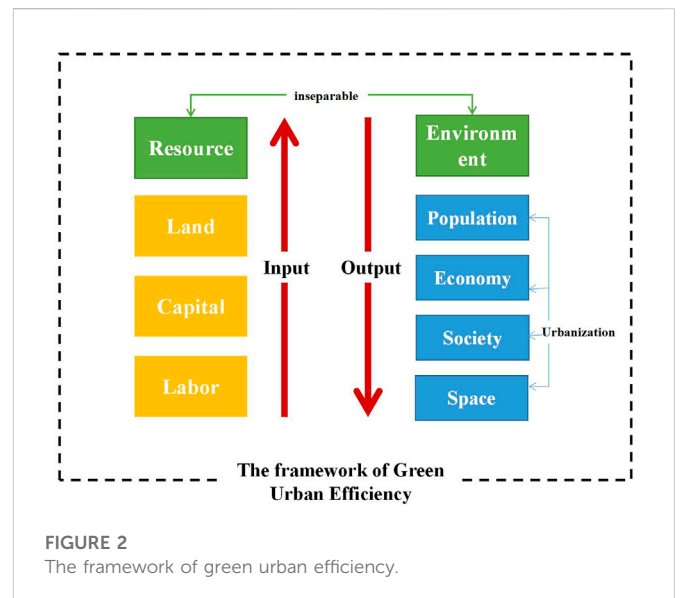 inseparable
Resource
Environm
ent
Land
Population
Input
Output
Economy
Capital
Society
Urbanization
Labor
Space
The framework of Green
Urban Efficiency
FIGURE 2
The framework of green urban efficiency.